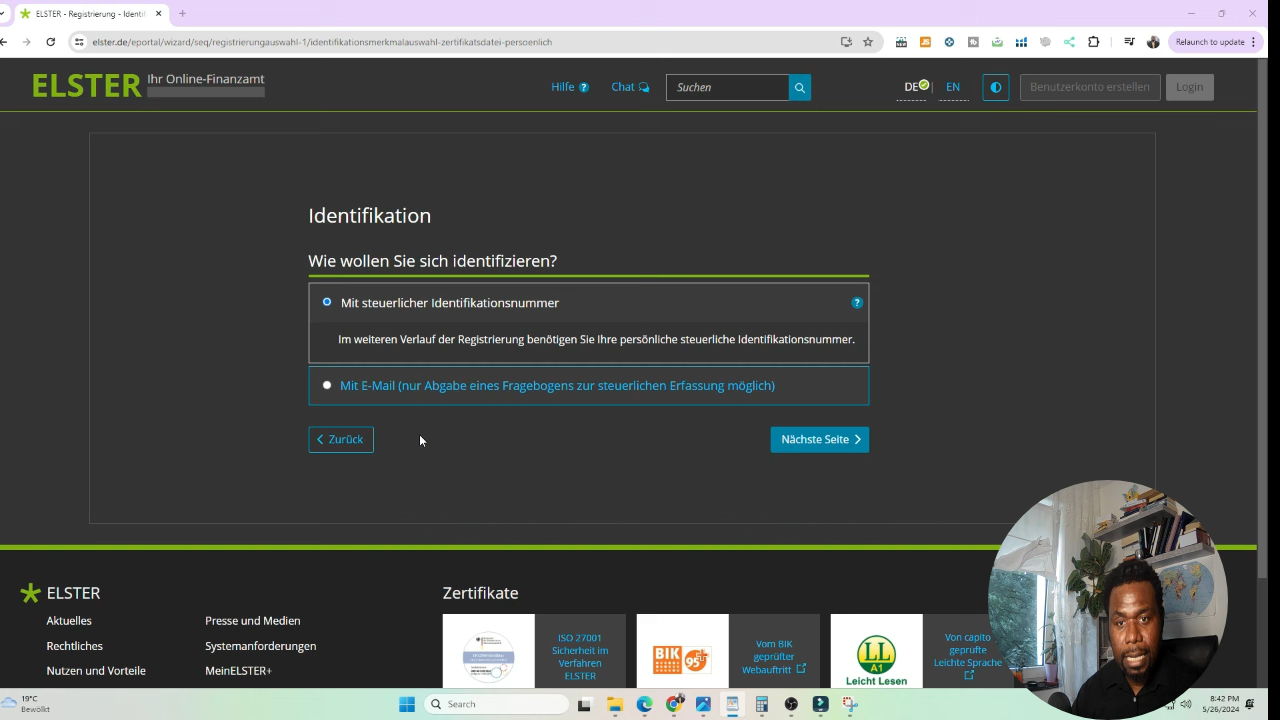 ELSTER - Registrierung - Identi
elster.de/eportal/wizard/seq/registrierungauswahl-1/identifikationsmerkmalauswahl-zertifikatsdatei-persoenlich
Relaunch to update
ELSTER
Ihr Online-Finanzamt
Hilfe ?
Chat
Suchen
DE
EN
Benutzerkonto erstellen
Login
Identifikation
Wie wollen Sie sich identifizieren?
Mit steuerlicher Identifikationsnummer
?
Im weiteren Verlauf der Registrierung benötigen Sie Ihre persönliche steuerliche Identifikationsnummer.
Mit E-Mail (nur Abgabe eines Fragebogens zur steuerlichen Erfassung möglich)
Zurück
Nächste Seite
ELSTER
Zertifikate
Aktuelles
Presse und Medien
Rechtliches
Systemanforderungen
Nutzen und Vorteile
MeinELSTER+
ISO 27001
Sicherheit im
Verfahren
ELSTER
BIK
95+
Vom BIK
geprüfter
Webauftritt
LL
A1
Leicht Lesen
Von capito
geprüfte
Leichte Sprache
19°C
Bewölkt
Search
8:42 PM
5/26/2024